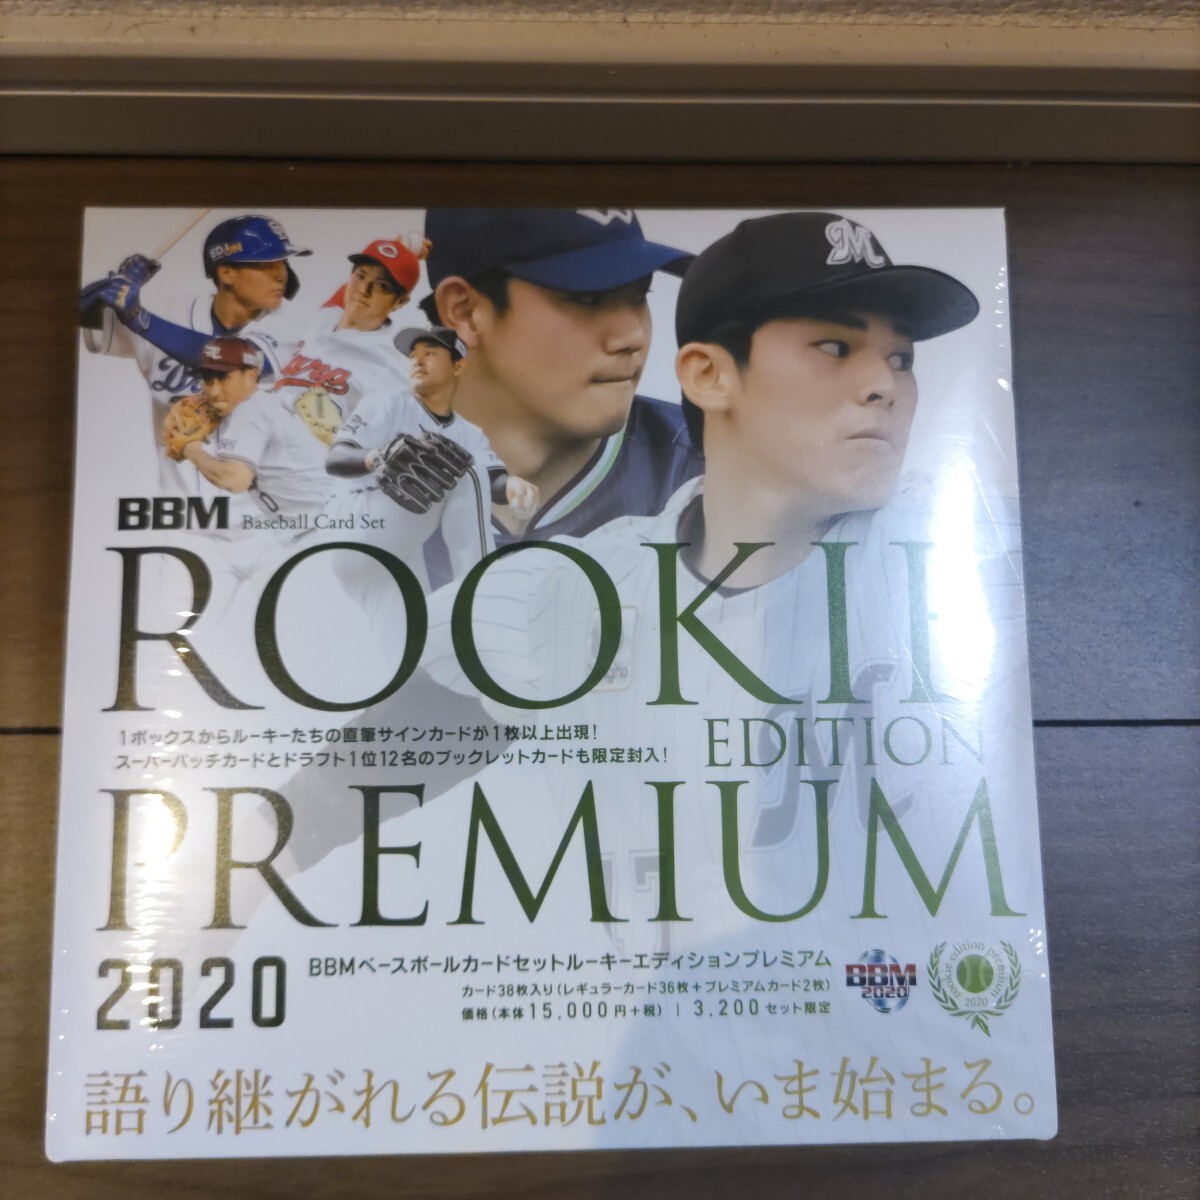 BBM Baseball Card Set
ROOKIE
1ボックスからルーキーたちの直筆サインカードが1枚以上出現!
スーパーパッチカードとドラフト1位12名のブックレットカードも限定封入!
EDITION
PREMIUM
2020
BBMベースボールカードセットルーキーエディションプレミアム
カード38枚入り(レギュラーカード36枚+プレミアムカード2枚)
価格(本体15,000円+税) | 3,200セット限定
BBM
2020
rookie edition premium
2020
語り継がれる伝説が、いま始まる。